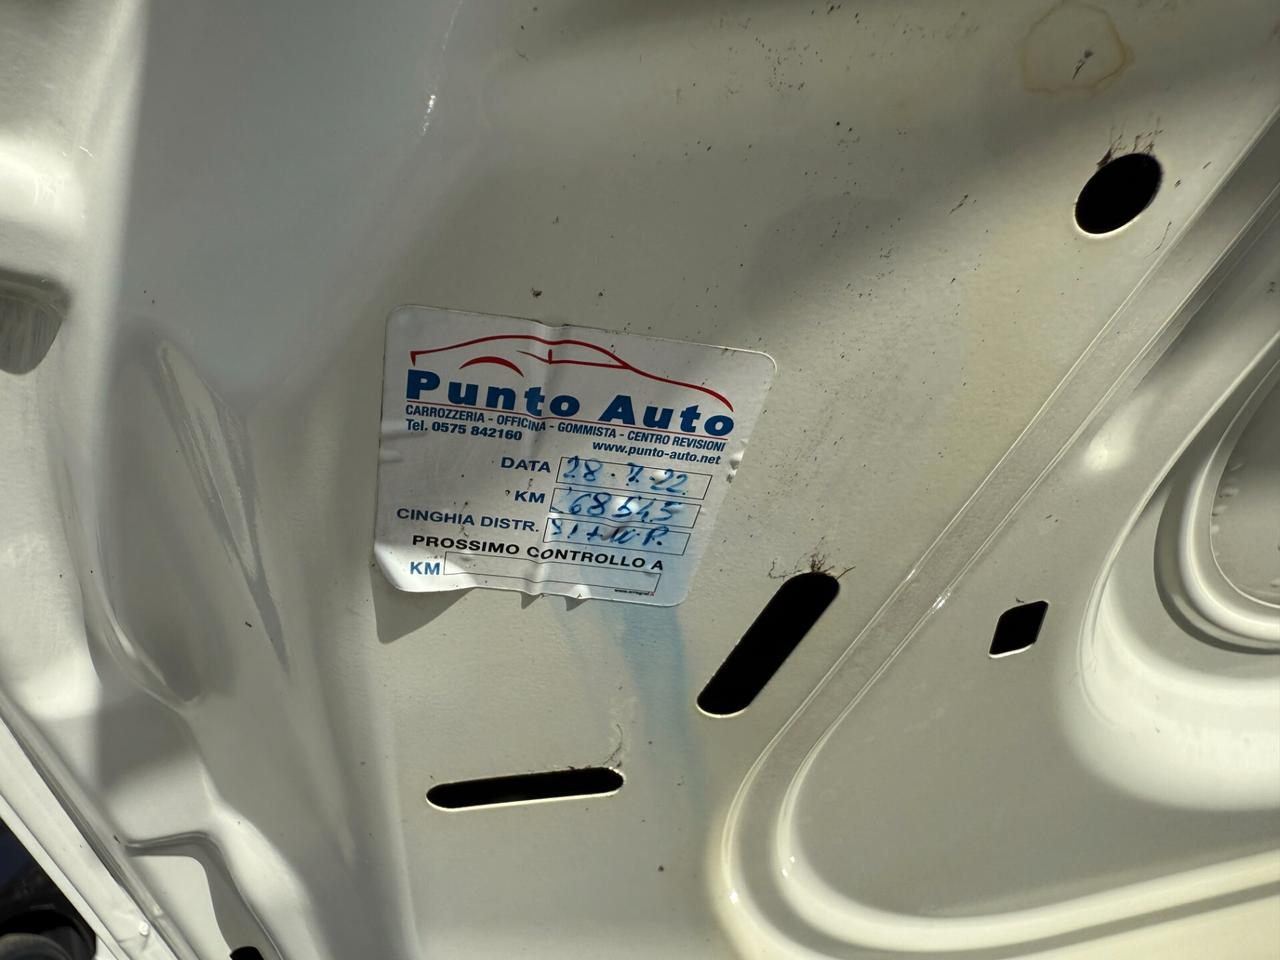 Punto Auto
CARROZZERIA - OFFICINA - GOMMISTA - CENTRO REVISIONI
Tel. 0575 842160
www.punto-auto.net
DATA 28.7.22
KM 68545
CINGHIA DISTR. SI + W.P.
PROSSIMO CONTROLLO A
KM